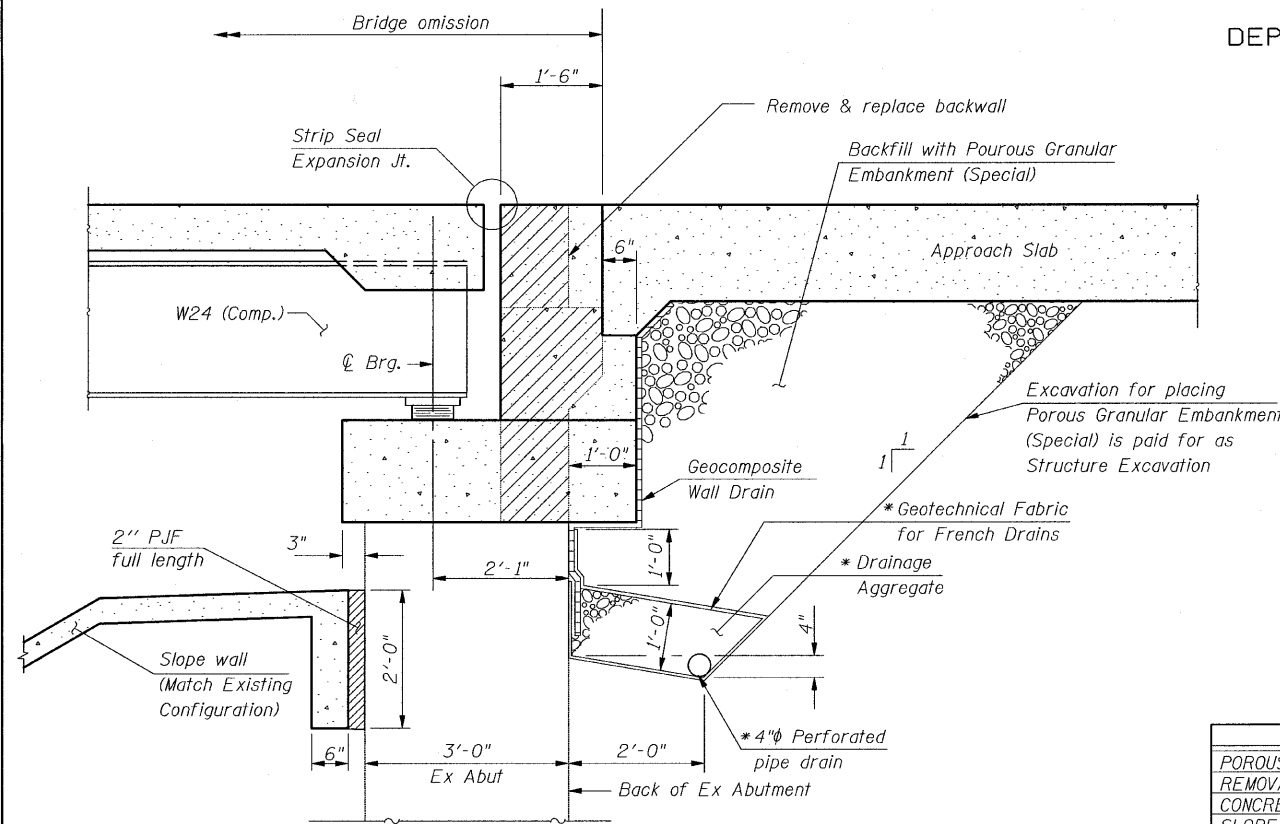 Bridge omission
DEP
1'-6"
Remove & replace backwall
Strip Seal
Expansion Jt.
Backfill with Pourous Granular
Embankment (Special)
6"
Approach Slab
W24 (Comp.)
℄ Brg.
Excavation for placing
Porous Granular Embankment
(Special) is paid for as
Structure Excavation
1
1
1'-0"
Geocomposite
Wall Drain
* Geotechnical Fabric
for French Drains
2" PJF
full length
3"
2'-1"
1'-0"
* Drainage
Aggregate
1'-0"
4"
2'-0"
Slope wall
(Match Existing
Configuration)
* 4"ϕ Perforated
pipe drain
6"
3'-0"
Ex Abut
2'-0"
Back of Ex Abutment
POROUS
REMOVA
CONCRE
SLOPE